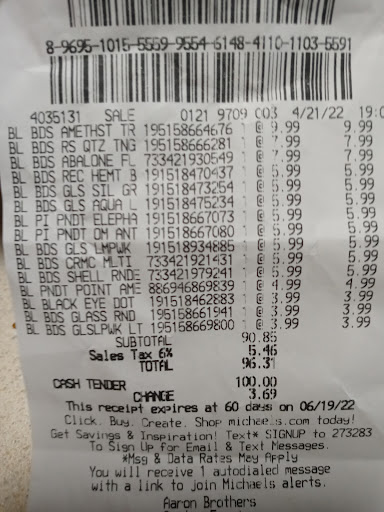 8-9695-1015-5559-9554-6148-4110-1103-5591
4035131 SALE 0121 9709 003 4/21/22 19:0
BL BDS AMETHST TR 195158664676 1 @ 9.99 9.99
BL BDS RS QTZ TNG 195158666281 1 @ 7.99 7.99
BL BDS ABALONE FL 733421930549 1 @ 7.99 7.99
BL BDS REC HEMT B 191518470437 1 @ 5.99 5.99
BL BDS GLS SIL GR 191518473254 1 @ 5.99 5.99
BL BDS GLS AQUA L 191518475234 1 @ 5.99 5.99
BL PI PNDT ELEPHA 191518667073 1 @ 5.99 5.99
BL PI PNDT OM ANT 191518667080 1 @ 5.99 5.99
BL BDS GLS LMPWK 191518934885 1 @ 5.99 5.99
BL BDS CRMC MLTI 733421921431 1 @ 5.99 5.99
BL BDS SHELL RNDE 733421979241 1 @ 5.99 5.99
BL PNDT POINT AME 886946869839 1 @ 4.99 4.99
BL BLACK EYE DOT 191518462883 1 @ 3.99 3.99
BL BDS GLASS RND 195158661941 1 @ 3.99 3.99
BL BDS GLSLPWK LT 195158669800 1 @ 3.99 3.99
SUBTOTAL 90.85
Sales Tax 6% 5.46
TOTAL 96.31
CASH TENDER 100.00
CHANGE 3.69
This receipt expires at 60 days on 06/19/22
Click. Buy. Create. Shop michaels.com today!
Get Savings & Inspiration! Text* SIGNUP to 273283
To Sign Up for Email & Text Messages.
*Msg & Data Rates May Apply
You will receive 1 autodialed message
with a link to join Michaels alerts.
Aaron Brothers